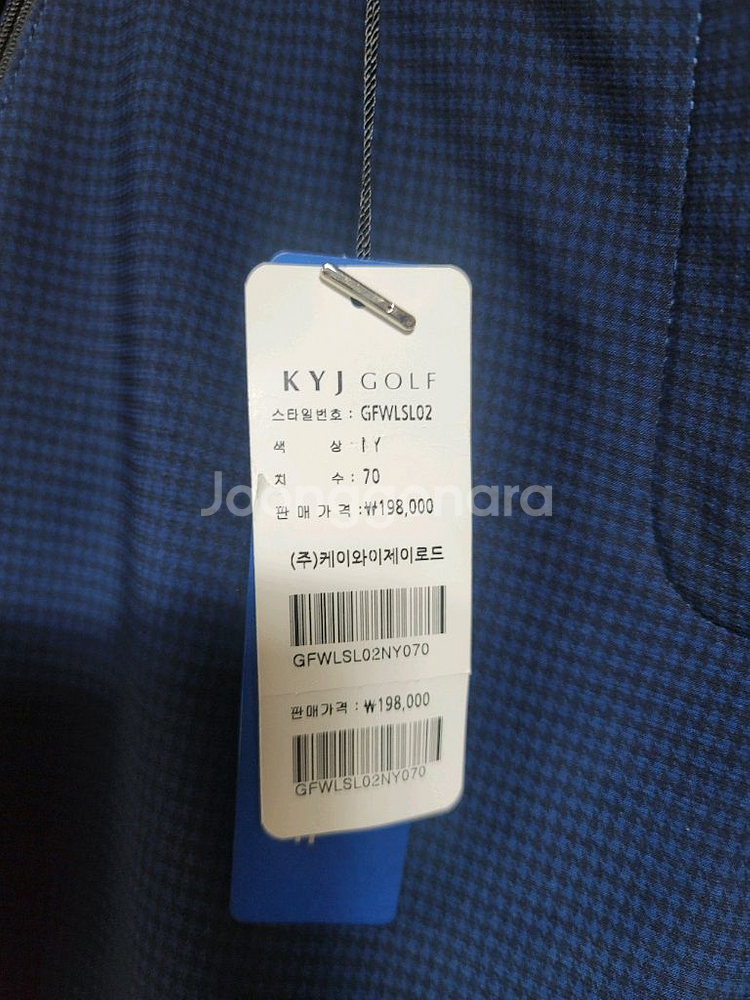 KYJ GOLF
스타일번호 : GFWLSL02
색 상 :
치 수 : 70
판매가격 : ₩198,000
Joonggonara
(주)케이와이제이로드
GFWLSL02NY070
판매가격 : ₩198,000
GFWLSL02NY070